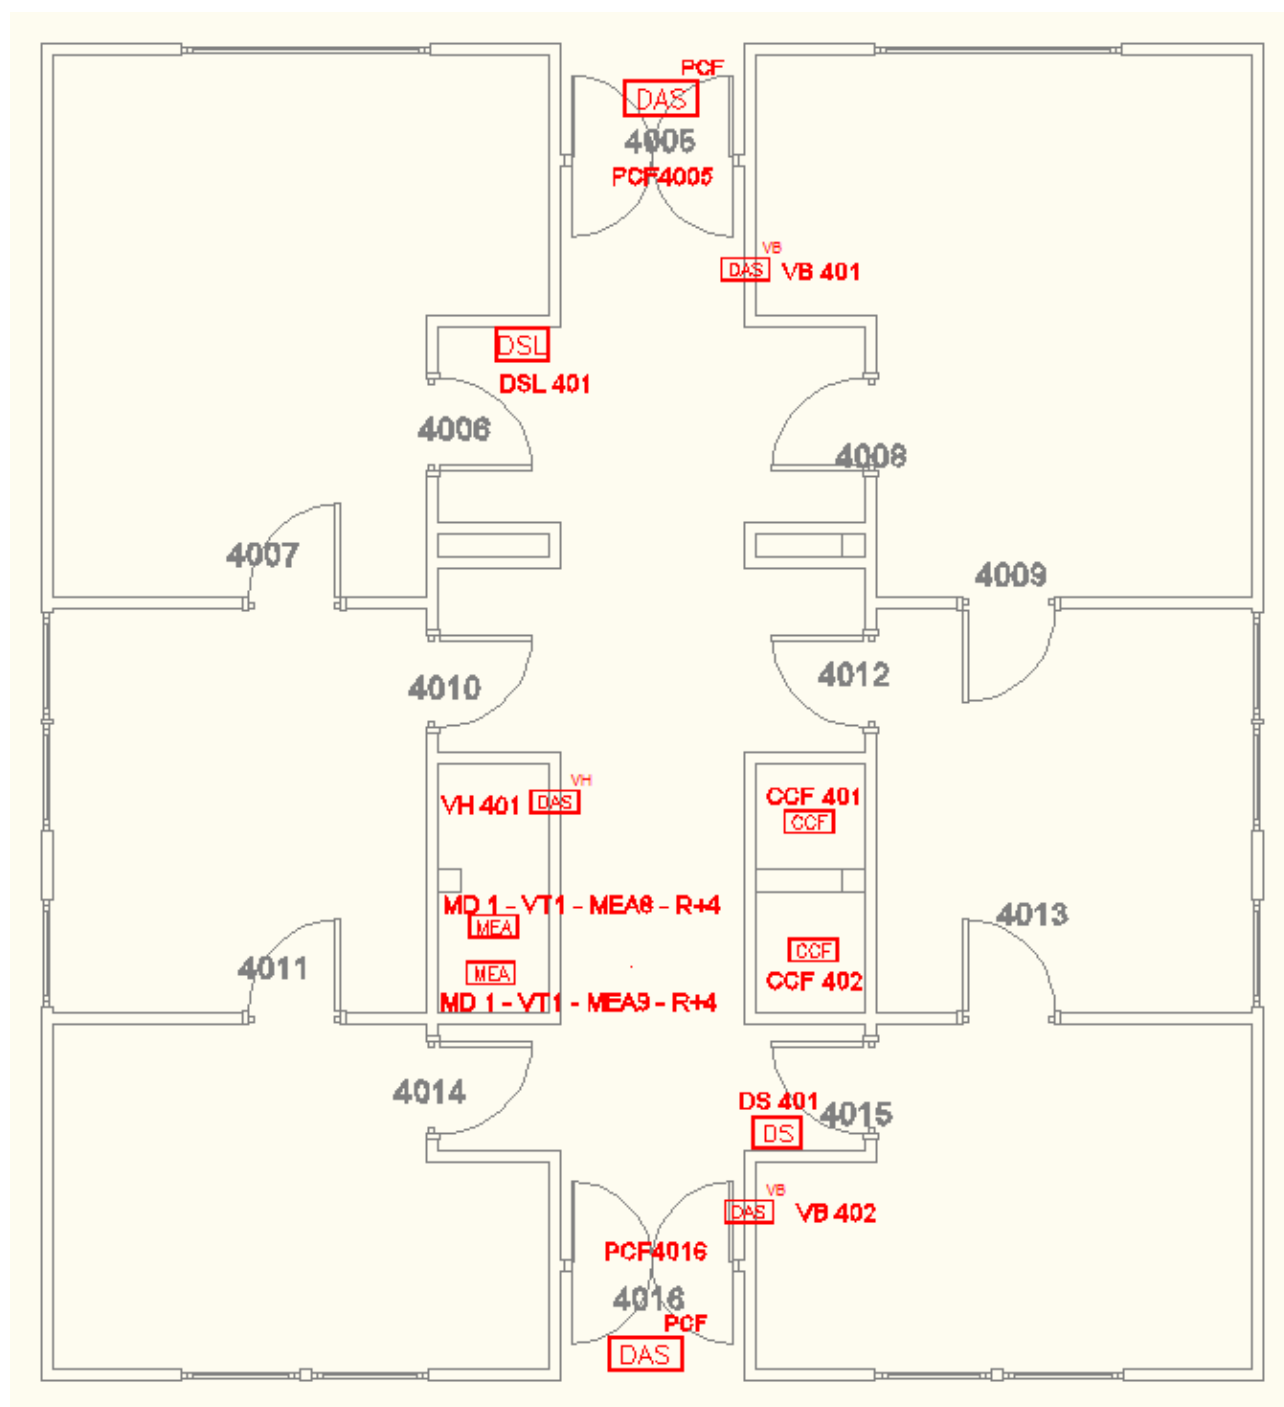 PCF
DAS
4005
PCF4005
VB
DAS VB 401
DSL
DSL 401
4006
4008
4007
4009
4010
4012
VH
VH 401 DAS
CCF 401
CCF
MD 1 - VT1 - MEA8 - R+4
MEA
4013
CCF
MEA
4011
CCF 402
MD 1 - VT1 - MEA9 - R+4
4014
DS 401
4015
DS
VB
DAS VB 402
PCF4016
4016
PCF
DAS